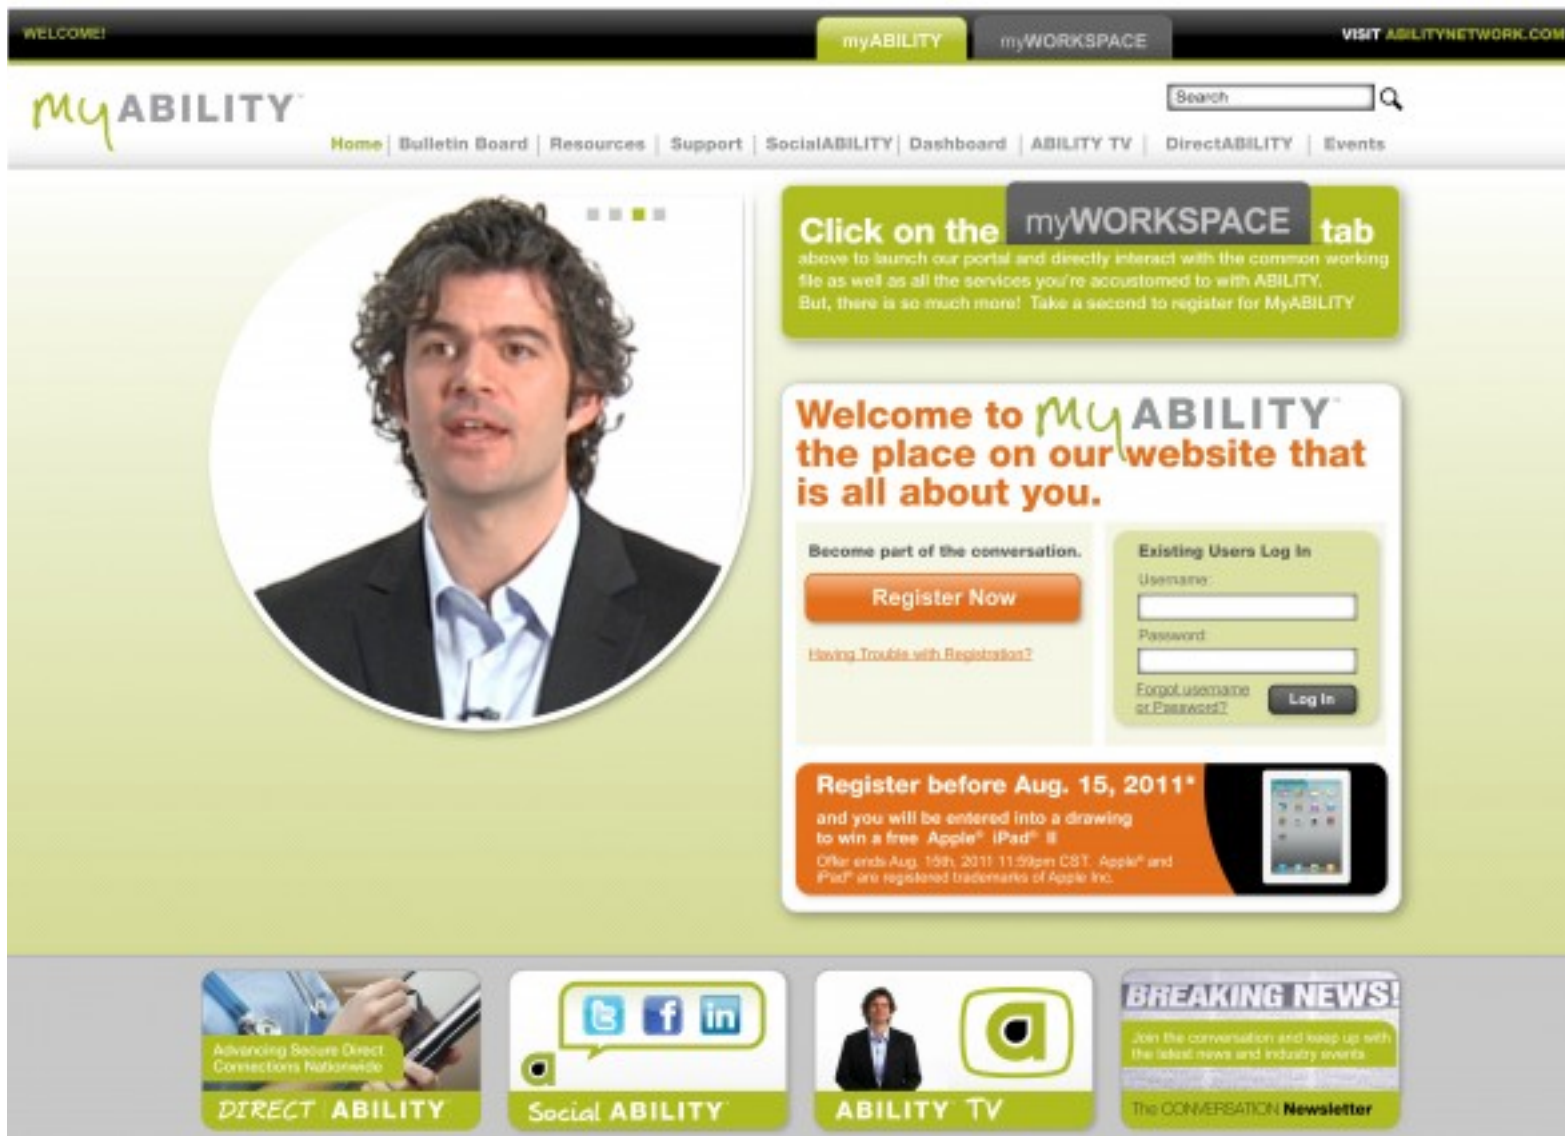 WELCOME!
myABILITY
myWORKSPACE
VISIT ABILITYNETWORK.COM
My ABILITY™
Search
Home | Bulletin Board | Resources | Support | SocialABILITY | Dashboard | ABILITY TV | DirectABILITY | Events
Click on the myWORKSPACE tab
above to launch our portal and directly interact with the common working
file as well as all the services you're accustomed to with ABILITY.
But, there is so much more! Take a second to register for MyABILITY
Welcome to My ABILITY™
the place on our website that
is all about you.
Become part of the conversation.
Register Now
Having Trouble with Registration?
Existing Users Log In
Username:
Password:
Forgot username
or Password?
Log In
Register before Aug. 15, 2011*
and you will be entered into a drawing
to win a free Apple® iPad® II
Offer ends Aug. 15th, 2011 11:59pm CST. Apple® and
iPad® are registered trademarks of Apple Inc.
Advancing Secure Direct
Connections Nationwide
DIRECT ABILITY
Social ABILITY
a
ABILITY TV
BREAKING NEWS!
Join the conversation and keep up with
the latest news and industry events
The CONVERSATION Newsletter